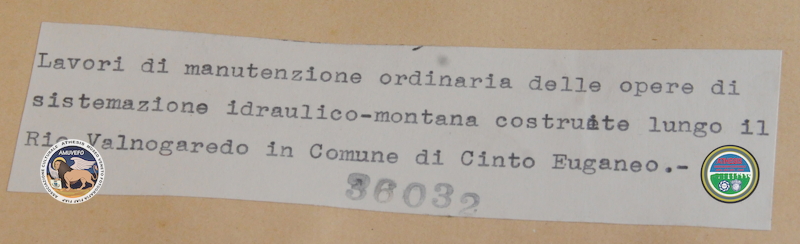 Lavori di manutenzione ordinaria delle opere di
sistemazione idraulico-montana costruite lungo il
Rio Valnogaredo in Comune di Cinto Euganeo.-
36032
AMUVEFO